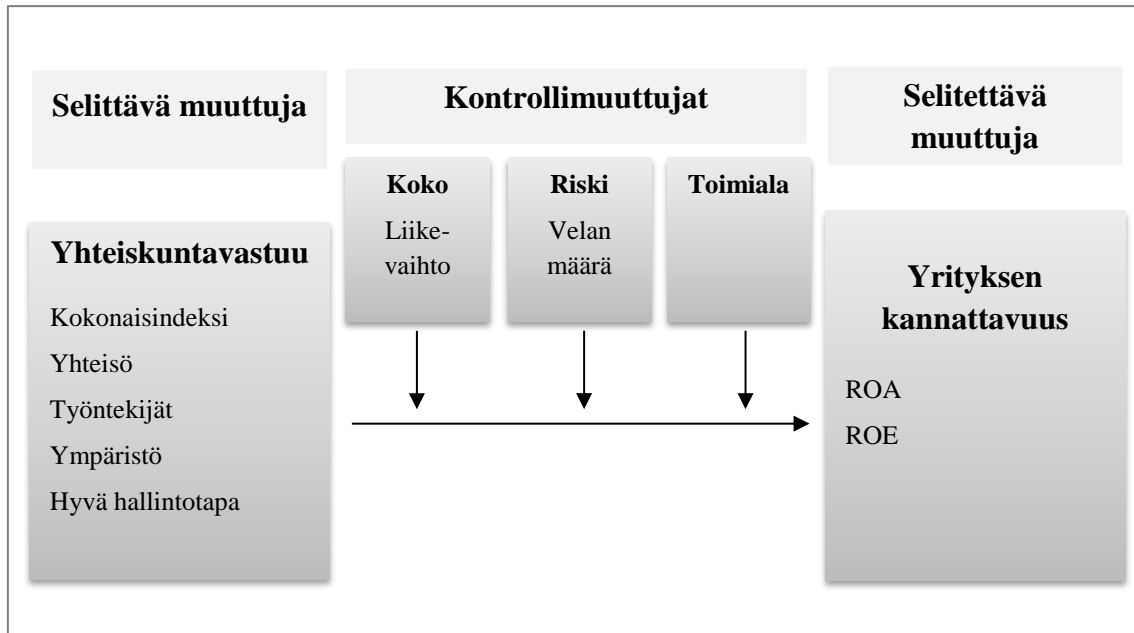 Selittävä muuttuja
Kontrollimuuttujat
Selitettävä
muuttuja
Yhteiskuntavastuu
Kokonaisindeksi
Yhteisö
Työntekijät
Ympäristö
Hyvä hallintotapa
Koko
Liike-
vaihto
Riski
Velan
määrä
Toimiala
Yrityksen
kannattavuus
ROA
ROE